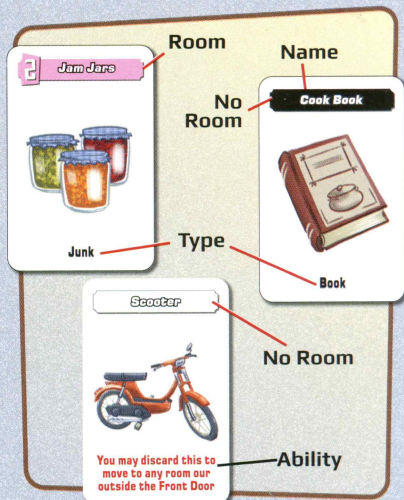 Room
Name
2 Jam Jars
No
Room
Cook Book
Junk
Type
Book
Scooter
No Room
You may discard this to
move to any room our
outside the Front Door
Ability